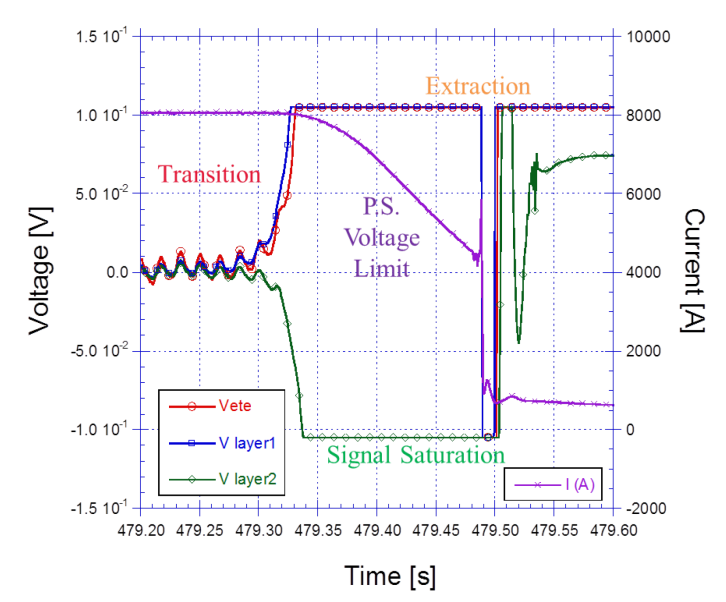 1.5 10⁻¹
1.0 10⁻¹
5.0 10⁻²
0.0
-5.0 10⁻²
-1.0 10⁻¹
-1.5 10⁻¹
Voltage [V]
10000
8000
6000
4000
2000
0
-2000
Current [A]
Extraction
Transition
P.S.
Voltage
Limit
Signal Saturation
Vete
V layer1
V layer2
I (A)
479.20 479.25 479.30 479.35 479.40 479.45 479.50 479.55 479.60
Time [s]